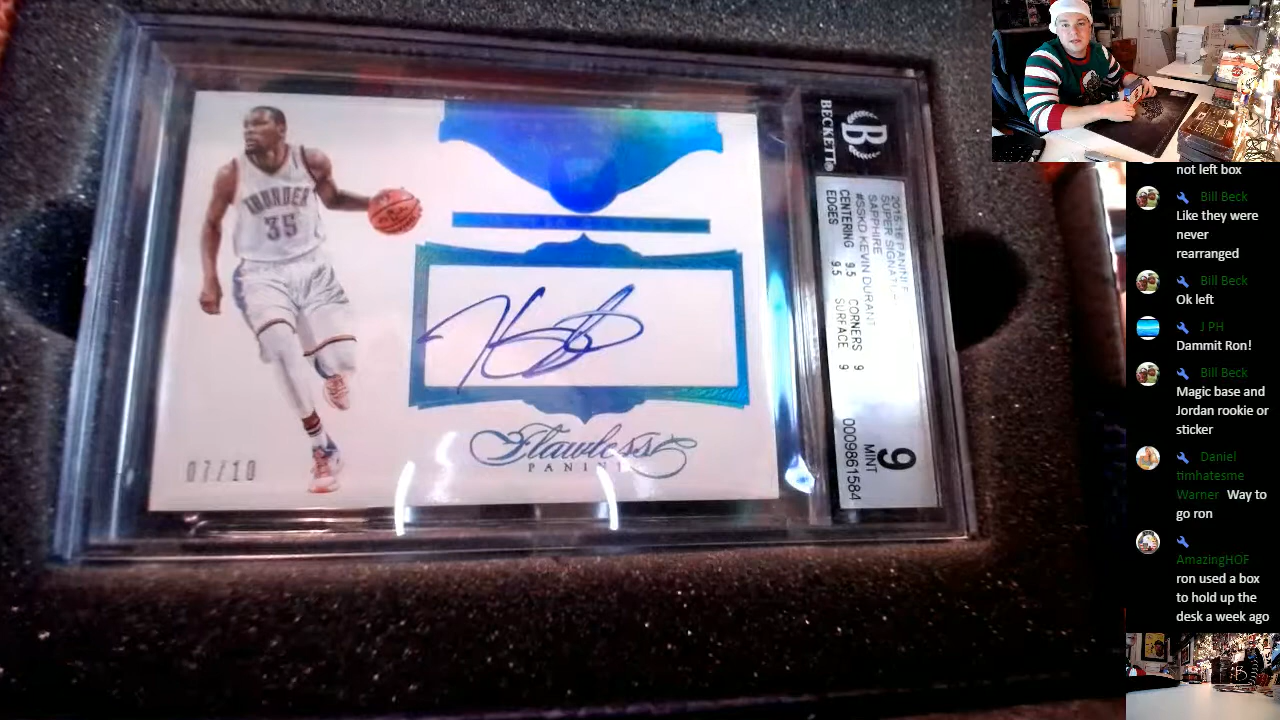 THUNDER
35
07/10
Flawless
PANINI
BECKETT®
B
2015-16 PANINI F
SUPER SIGNATU
SAPPHIRE
#SSKD KEVIN DURANT
CENTERING 9.5 CORNERS 9
EDGES 9.5 SURFACE 9
9
MINT
0009861584
not left box
Bill Beck
Like they were
never
rearranged
Bill Beck
Ok left
J PH
Dammit Ron!
Bill Beck
Magic base and
Jordan rookie or
sticker
Daniel
timhatesme
Warner Way to
go ron
AmazingHOF
ron used a box
to hold up the
desk a week ago